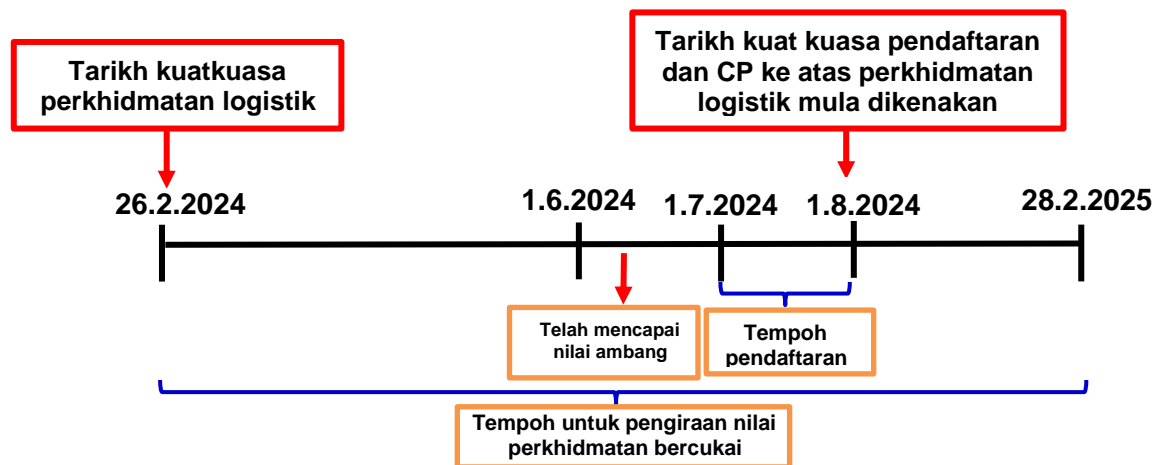 Tarikh kuatkuasa
perkhidmatan logistik
Tarikh kuat kuasa pendaftaran
dan CP ke atas perkhidmatan
logistik mula dikenakan
26.2.2024
1.6.2024
1.7.2024
1.8.2024
28.2.2025
Telah mencapai
nilai ambang
Tempoh
pendaftaran
Tempoh untuk pengiraan nilai
perkhidmatan bercukai